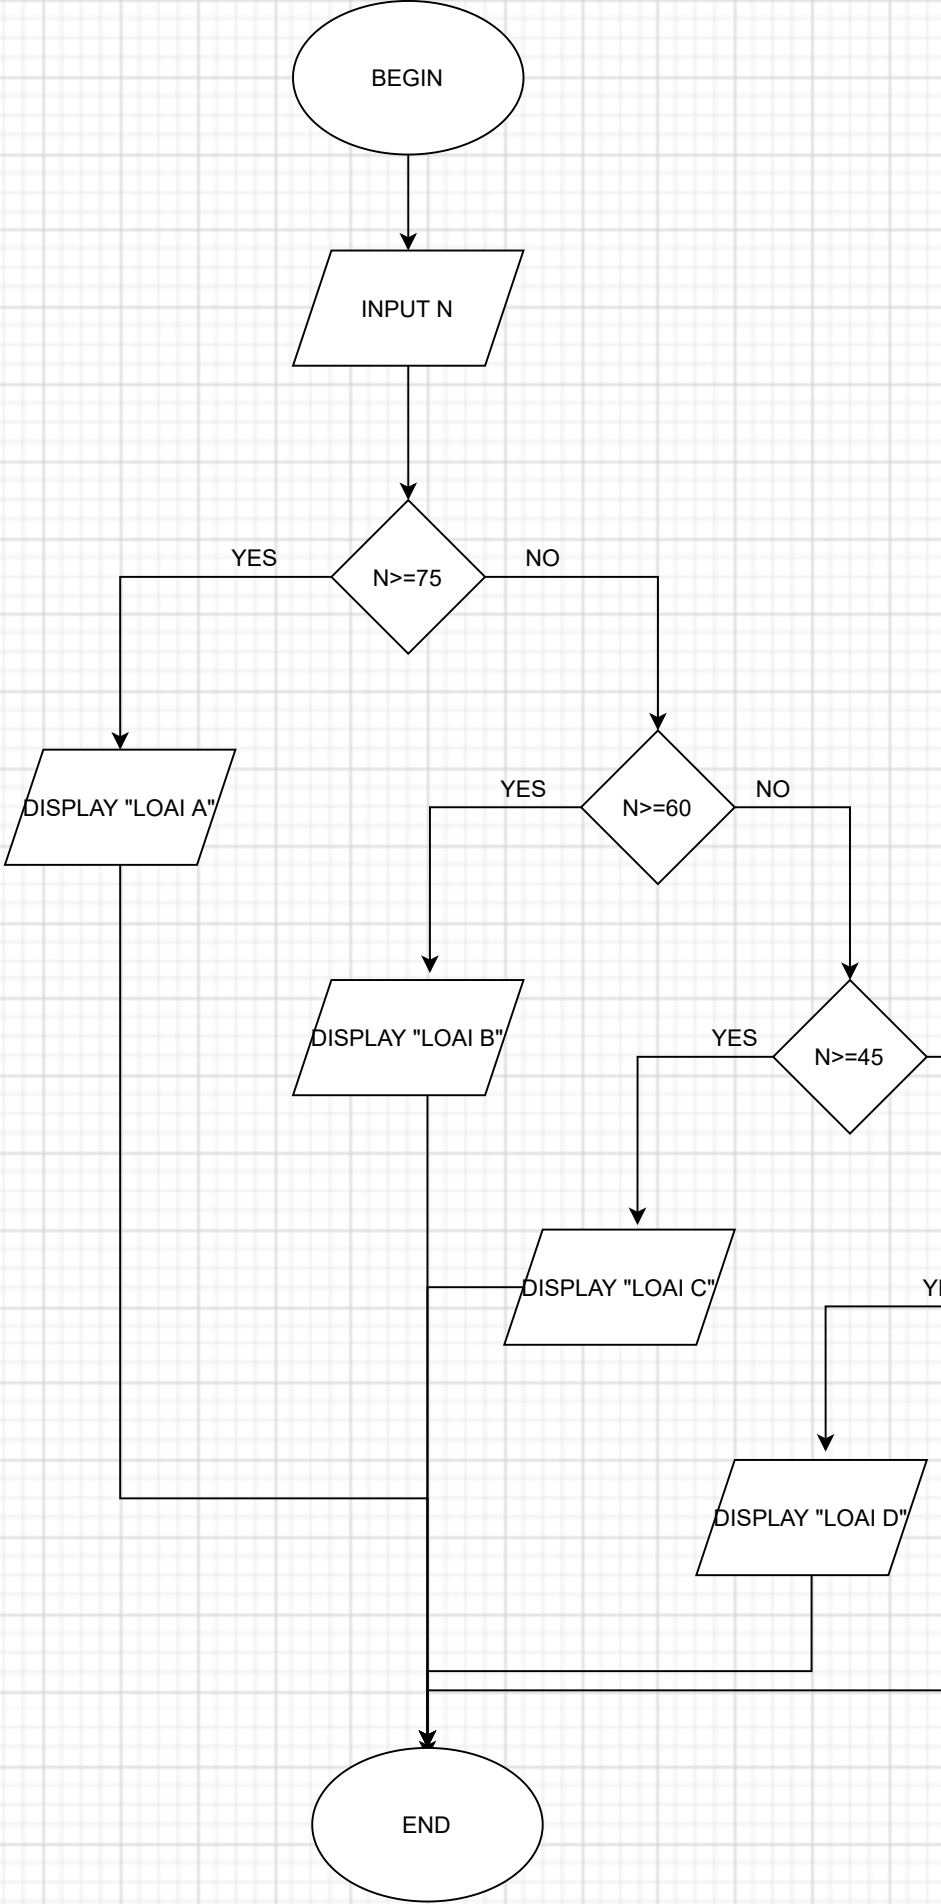 BEGIN
INPUT N
N>=75
YES
NO
DISPLAY "LOAI A"
N>=60
YES
NO
DISPLAY "LOAI B"
N>=45
YES
DISPLAY "LOAI C"
DISPLAY "LOAI D"
END